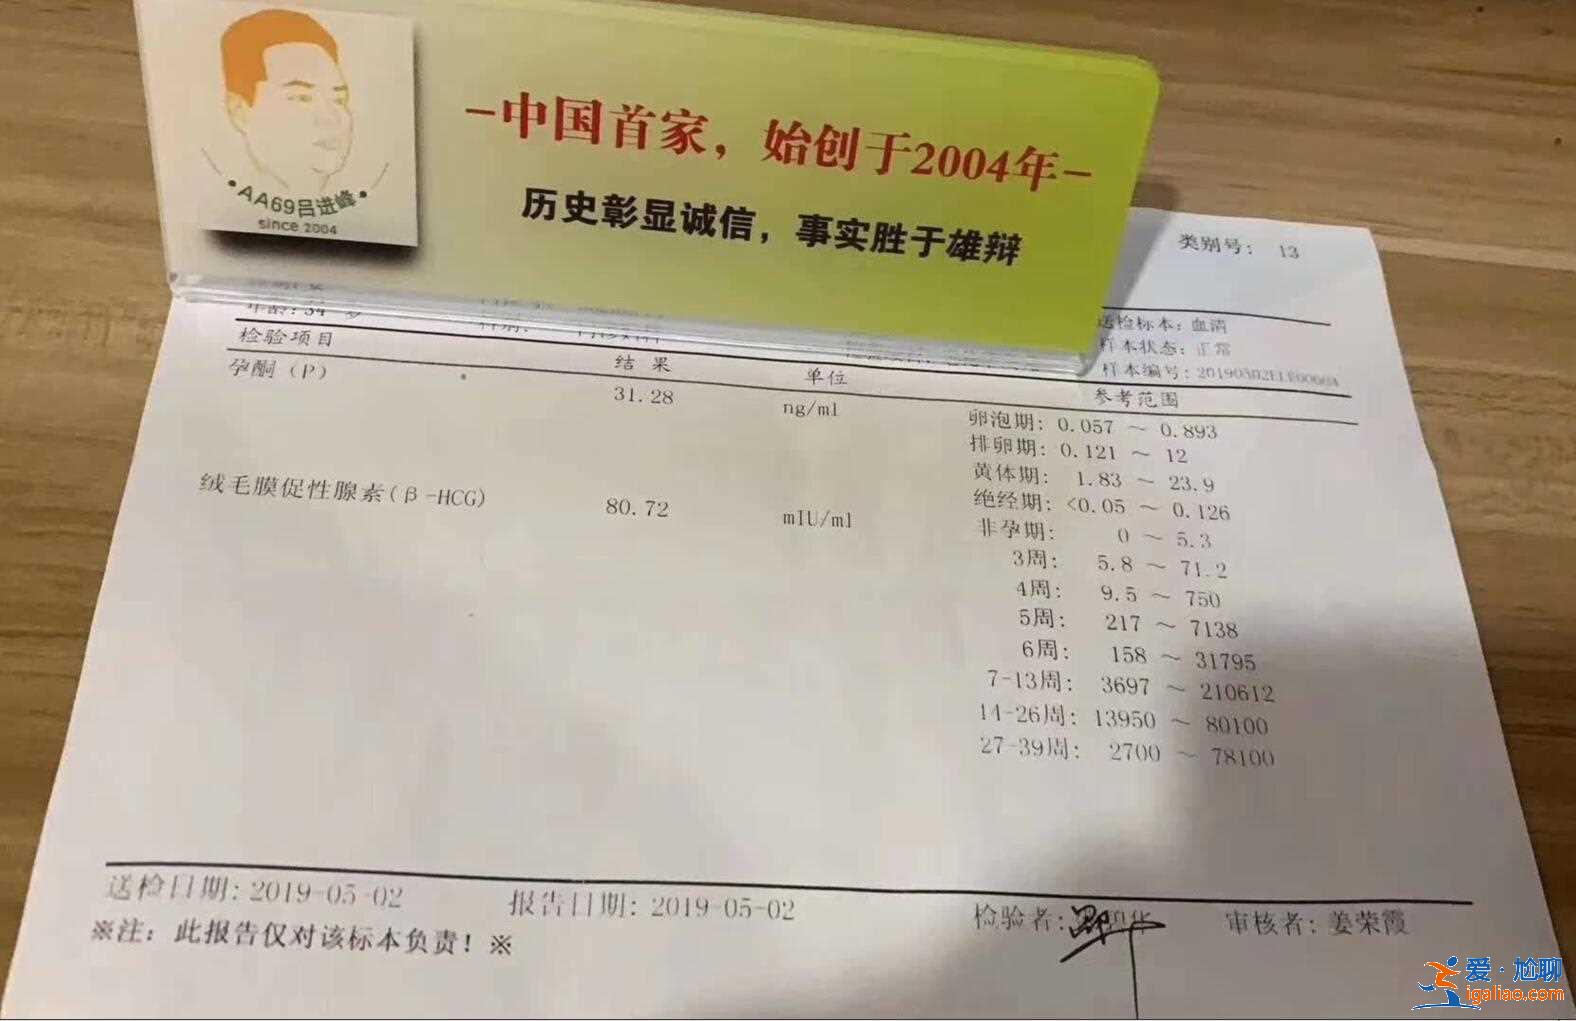 -中国首家，始创于2004年-
历史彰显诚信，事实胜于雄辩
•AA69吕进峰•
since 2004
类别号： 13
年龄：34 岁
送检标本：血清
样本状态：正常
样本编号：
检验项目 结 果 单位 参考范围
孕酮（P） 31.28 ng/ml 卵泡期：0.057 ～ 0.893
排卵期：0.121 ～ 12
黄体期： 1.83 ～ 23.9
绝经期：<0.05 ～ 0.126
绒毛膜促性腺素(β-HCG) 80.72 mIU/ml 非孕期： 0 ～ 5.3
3周： 5.8 ～ 71.2
4周： 9.5 ～ 750
5周： 217 ～ 7138
6周： 158 ～ 31795
7-13周： 3697 ～ 210612
14-26周：13950 ～ 80100
27-39周： 2700 ～ 78100
送检日期：2019-05-02 报告日期：2019-05-02 检验者： 审核者：姜荣霞
※注：此报告仅对该标本负责！※
爱·尬聊
igaliao.com